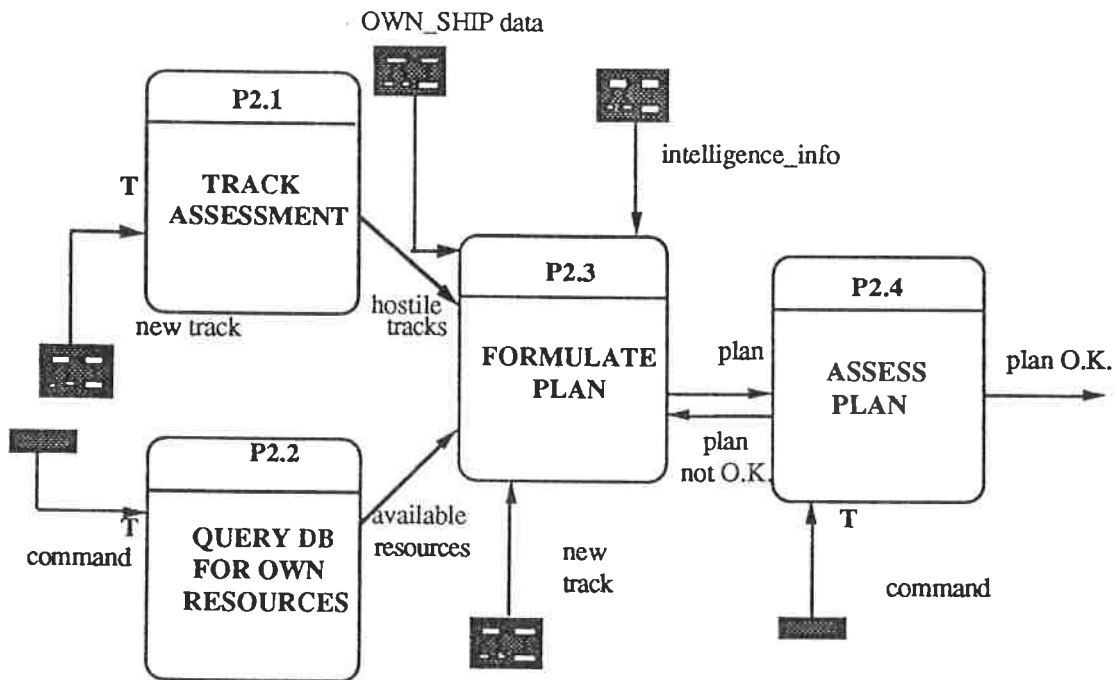 OWN_SHIP data
P2.1
T
TRACK
ASSESSMENT
new track
intelligence_info
hostile
tracks
P2.3
FORMULATE
PLAN
P2.4
ASSESS
PLAN
plan
plan O.K.
plan
not O.K.
T
command
P2.2
T
command
QUERY DB
FOR OWN
RESOURCES
available
resources
new
track